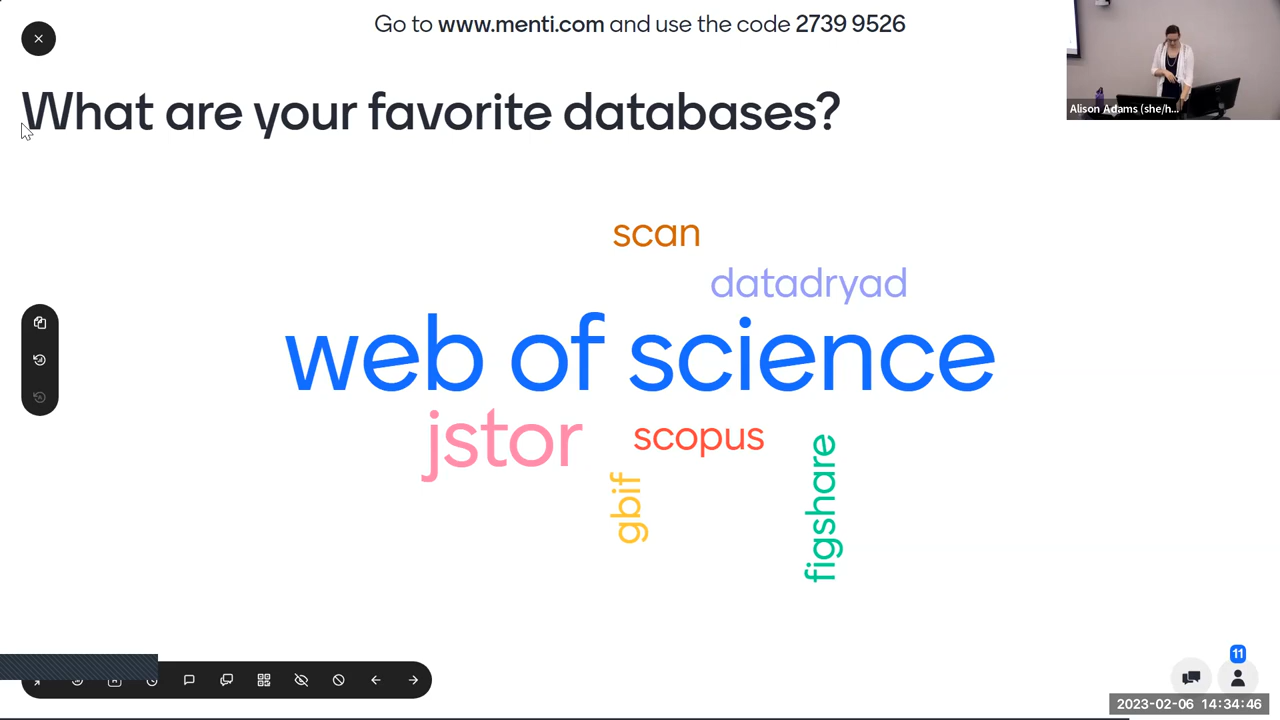 Go to www.menti.com and use the code 2739 9526
What are your favorite databases?
Alison Adams (she/h...
scan
datadryad
web of science
jstor
scopus
gbif
figshare
11
2023-02-06 14:34:46